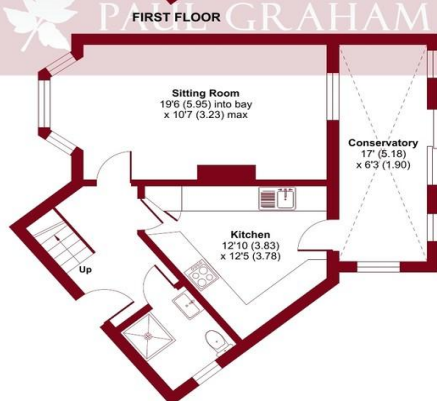 PAUL GRAHAM
FIRST FLOOR
Sitting Room
19'6 (5.95) into bay
x 10'7 (3.23) max
Conservatory
17' (5.18)
x 6'3 (1.90)
Kitchen
12'10 (3.83)
x 12'5 (3.78)
Up